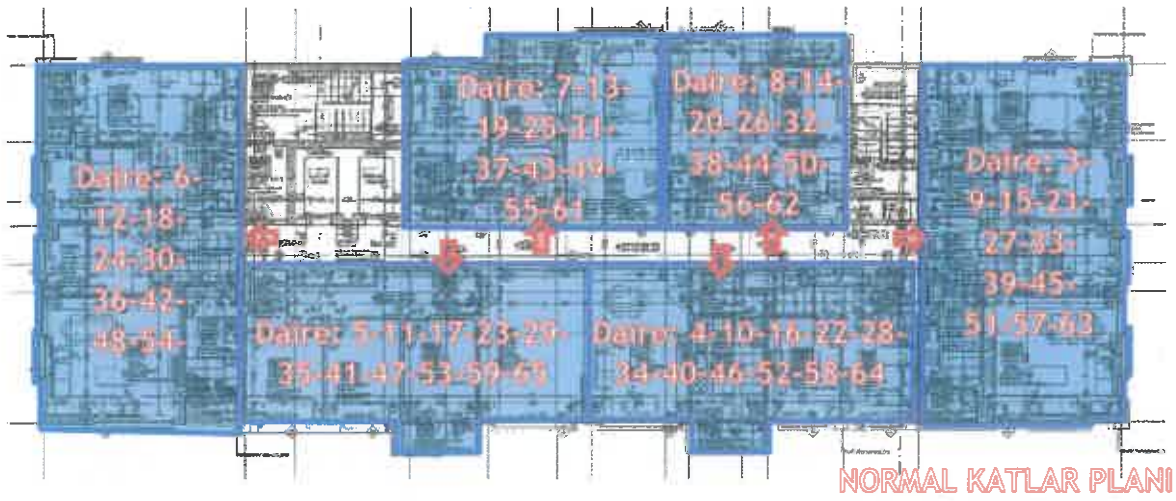 Daire: 6-
12-18-
24-30-
36-42-
48-54-
Daire: 7-13-
19-25-31-
37-43-49-
55-61
Daire: 8-14-
20-26-32-
38-44-50-
56-62
Daire: 3-
9-15-21-
27-33-
39-45-
51-57-63
Daire: 5-11-17-23-29-
35-41-47-53-59-65
Daire: 4-10-16-22-28-
34-40-46-52-58-64
NORMAL KATLAR PLANI